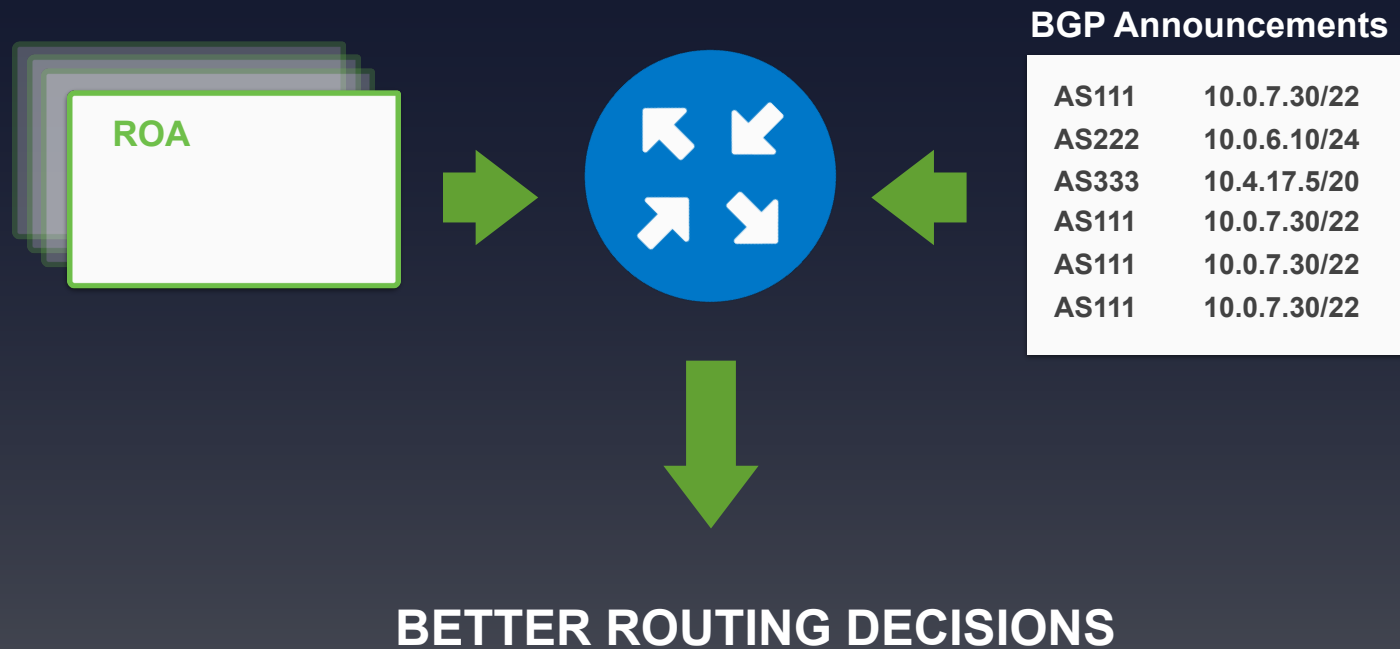 BGP Announcements
ROA
AS111 10.0.7.30/22
AS222 10.0.6.10/24
AS333 10.4.17.5/20
AS111 10.0.7.30/22
AS111 10.0.7.30/22
AS111 10.0.7.30/22
BETTER ROUTING DECISIONS